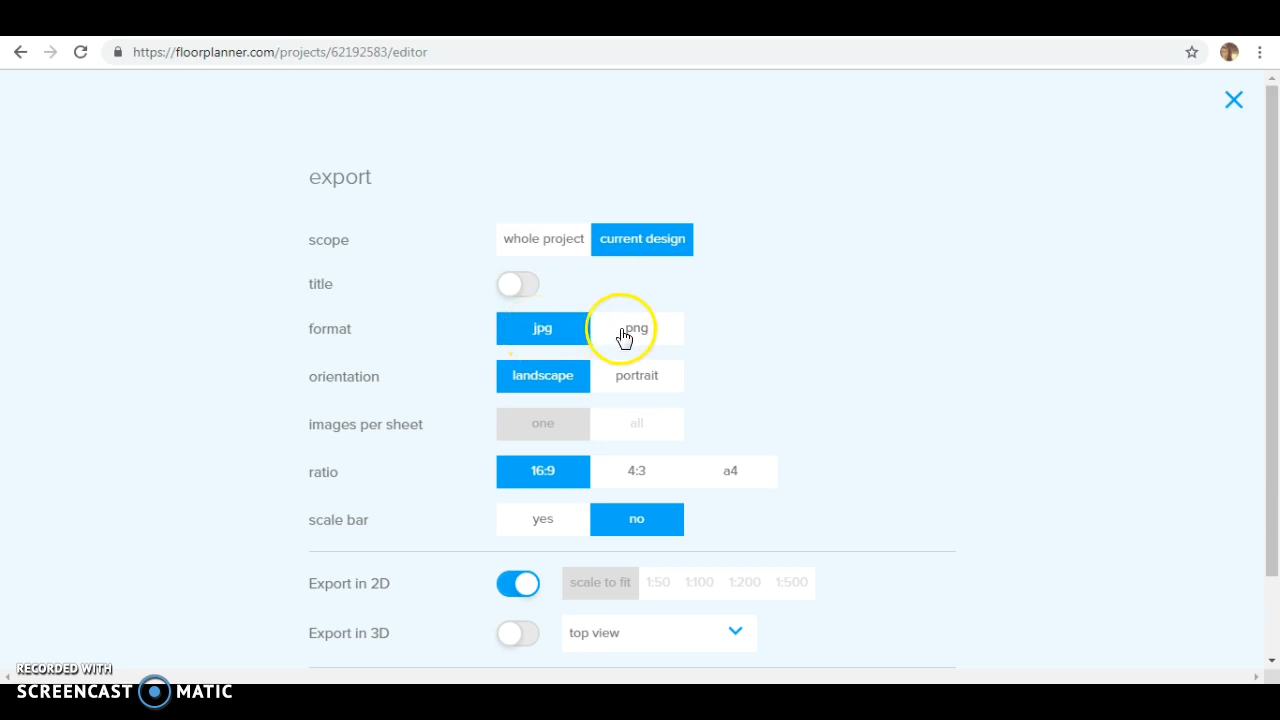 https://floorplanner.com/projects/62192583/editor
export
scope whole project current design
title
format jpg png
orientation landscape portrait
images per sheet one all
ratio 16:9 4:3 a4
scale bar yes no
Export in 2D scale to fit 1:50 1:100 1:200 1:500
Export in 3D top view
RECORDED WITH
SCREENCAST MATIC